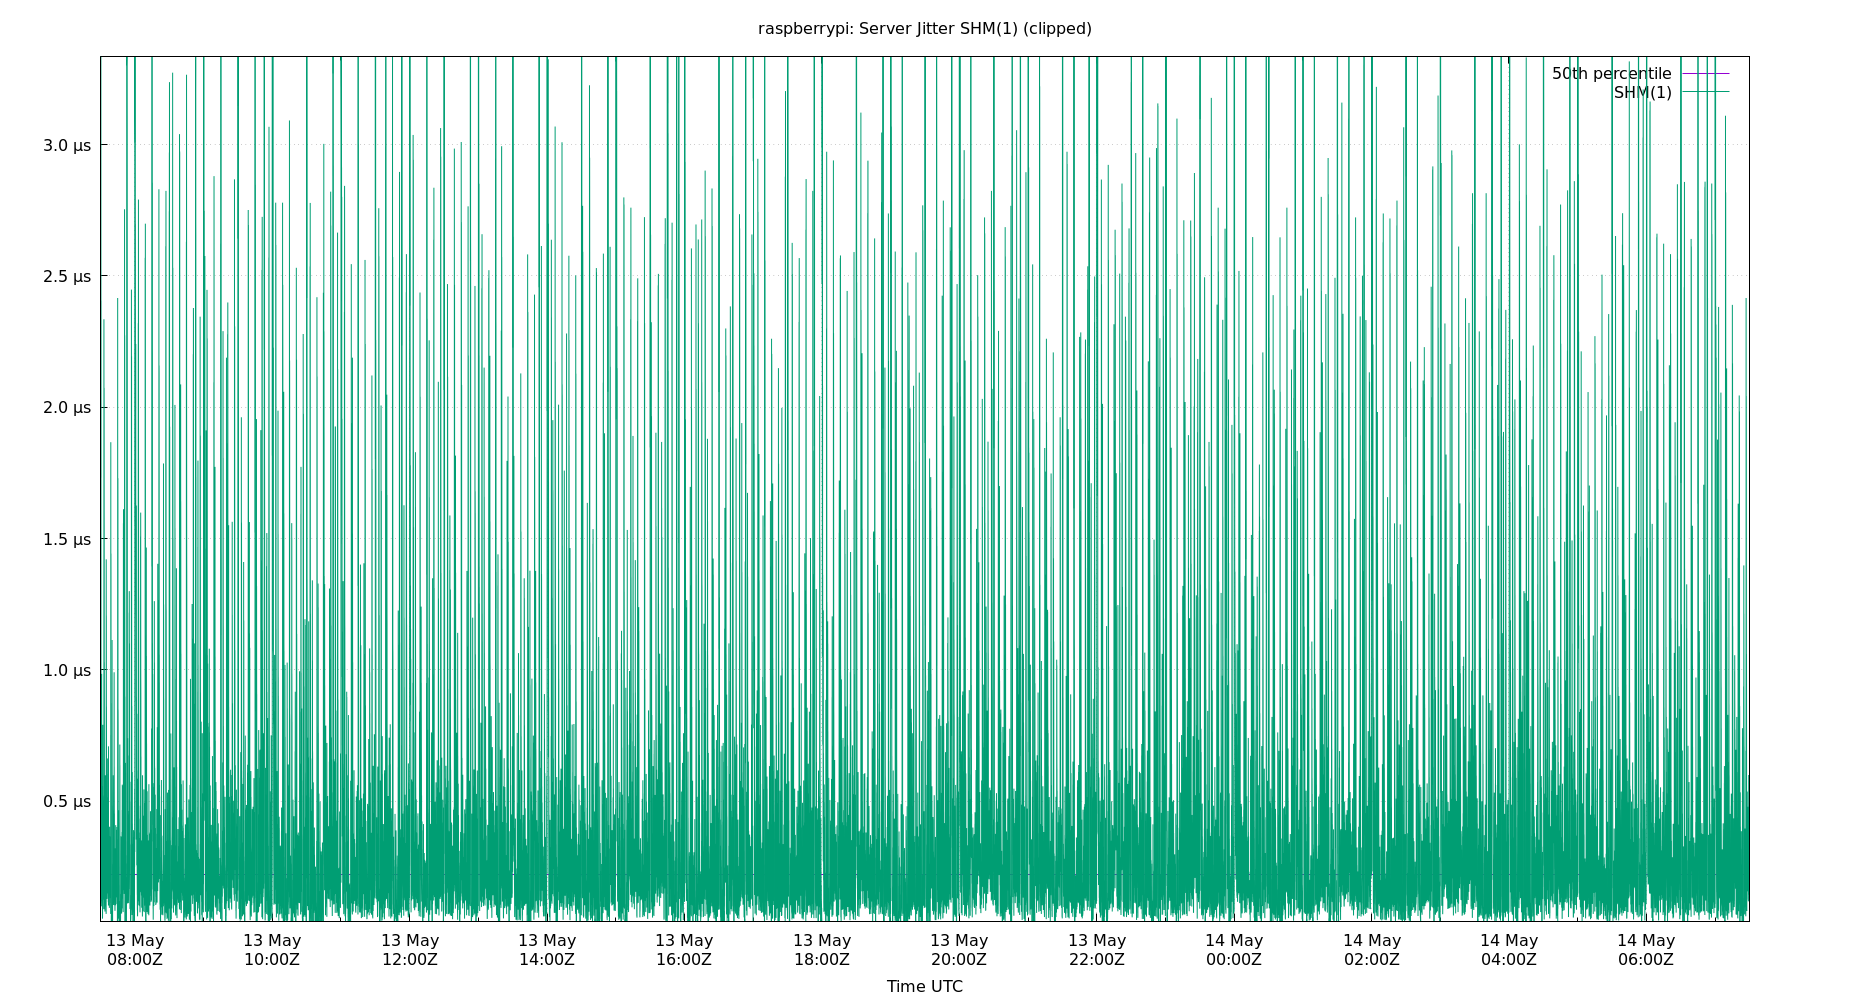 raspberrypi: Server Jitter SHM(1) (clipped)
50th percentile
SHM(1)
3.0 µs
2.5 µs
2.0 µs
1.5 µs
1.0 µs
0.5 µs
13 May 13 May 13 May 13 May 13 May 13 May 13 May 13 May 14 May 14 May 14 May 14 May
08:00Z 10:00Z 12:00Z 14:00Z 16:00Z 18:00Z 20:00Z 22:00Z 00:00Z 02:00Z 04:00Z 06:00Z
Time UTC